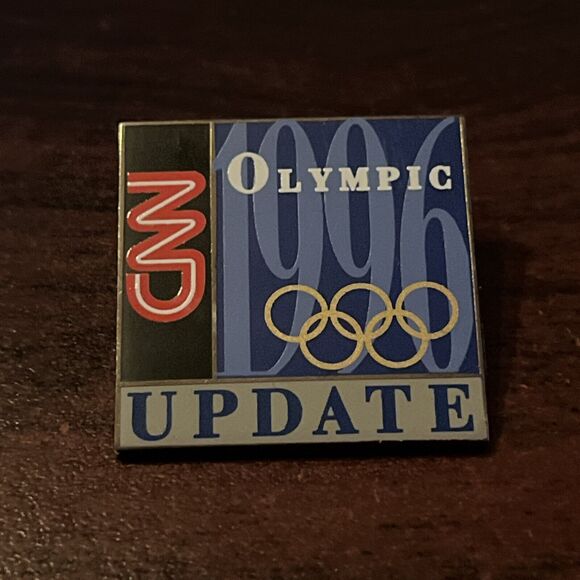 CNN
1996
OLYMPIC
UPDATE